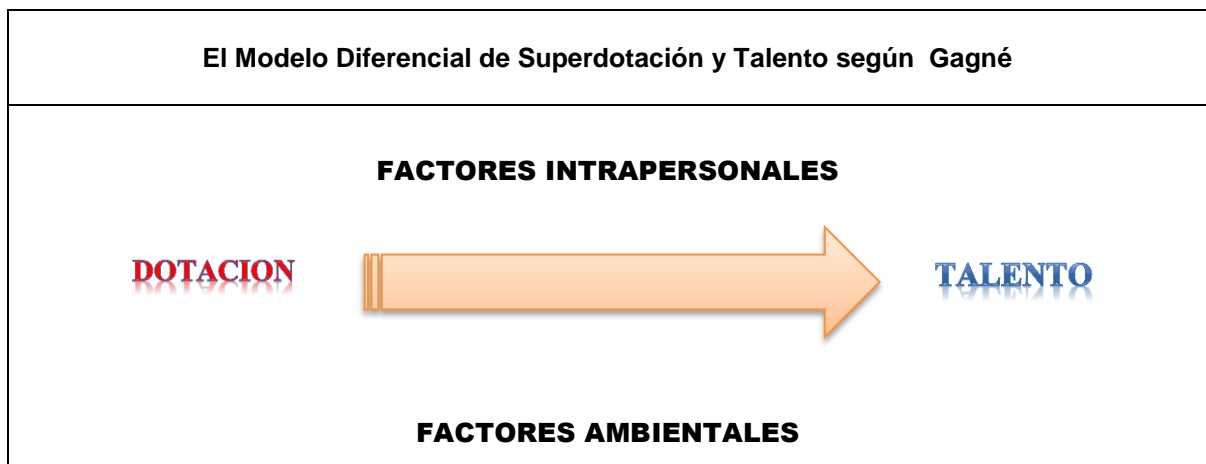 El Modelo Diferencial de Superdotación y Talento según Gagné
FACTORES INTRAPERSONALES
DOTACION
TALENTO
FACTORES AMBIENTALES